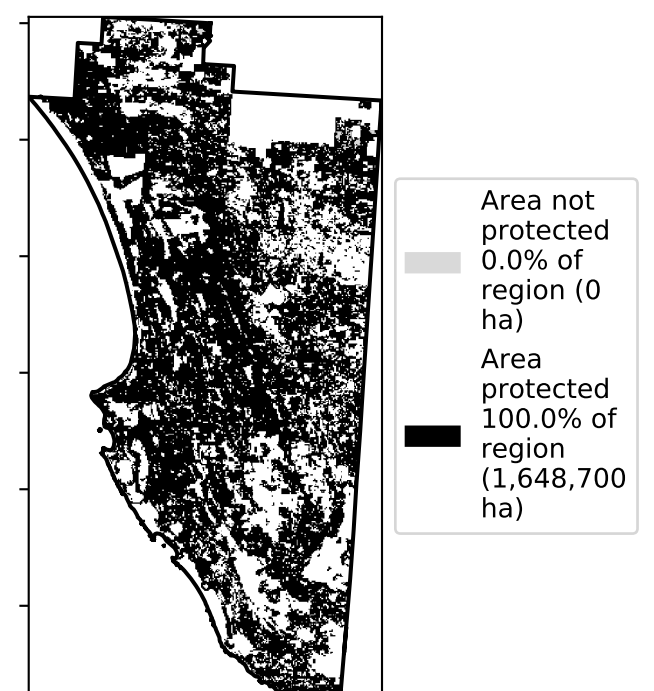 Area not
protected
0.0% of
region (0
ha)
Area
protected
100.0% of
region
(1,648,700
ha)